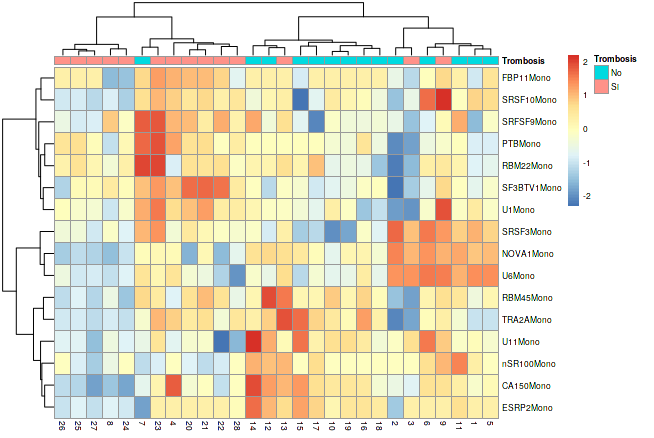 Trombosis
FBP11Mono
SRSF10Mono
SRFSF9Mono
PTBMono
RBM22Mono
SF3BTV1Mono
U1Mono
SRSF3Mono
NOVA1Mono
U6Mono
RBM45Mono
TRA2AMono
U11Mono
nSR100Mono
CA150Mono
ESRP2Mono
26 25 27 8 24 7 23 4 20 21 22 28 14 12 13 15 17 10 19 16 18 2 3 6 9 11 1 5
2
1
0
-1
-2
Trombosis
No
SI